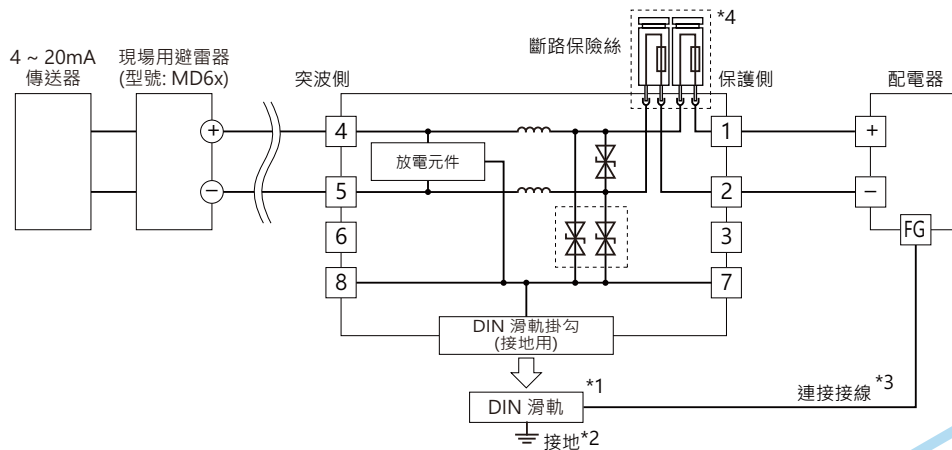 *4
斷路保險絲
4 ~ 20mA
傳送器
現場用避雷器
(型號: MD6x)
突波側
保護側
配電器
+
−
4
5
6
8
放電元件
1
2
3
7
+
−
FG
DIN 滑軌掛勾
(接地用)
*1
DIN 滑軌
連接接線*3
接地*2